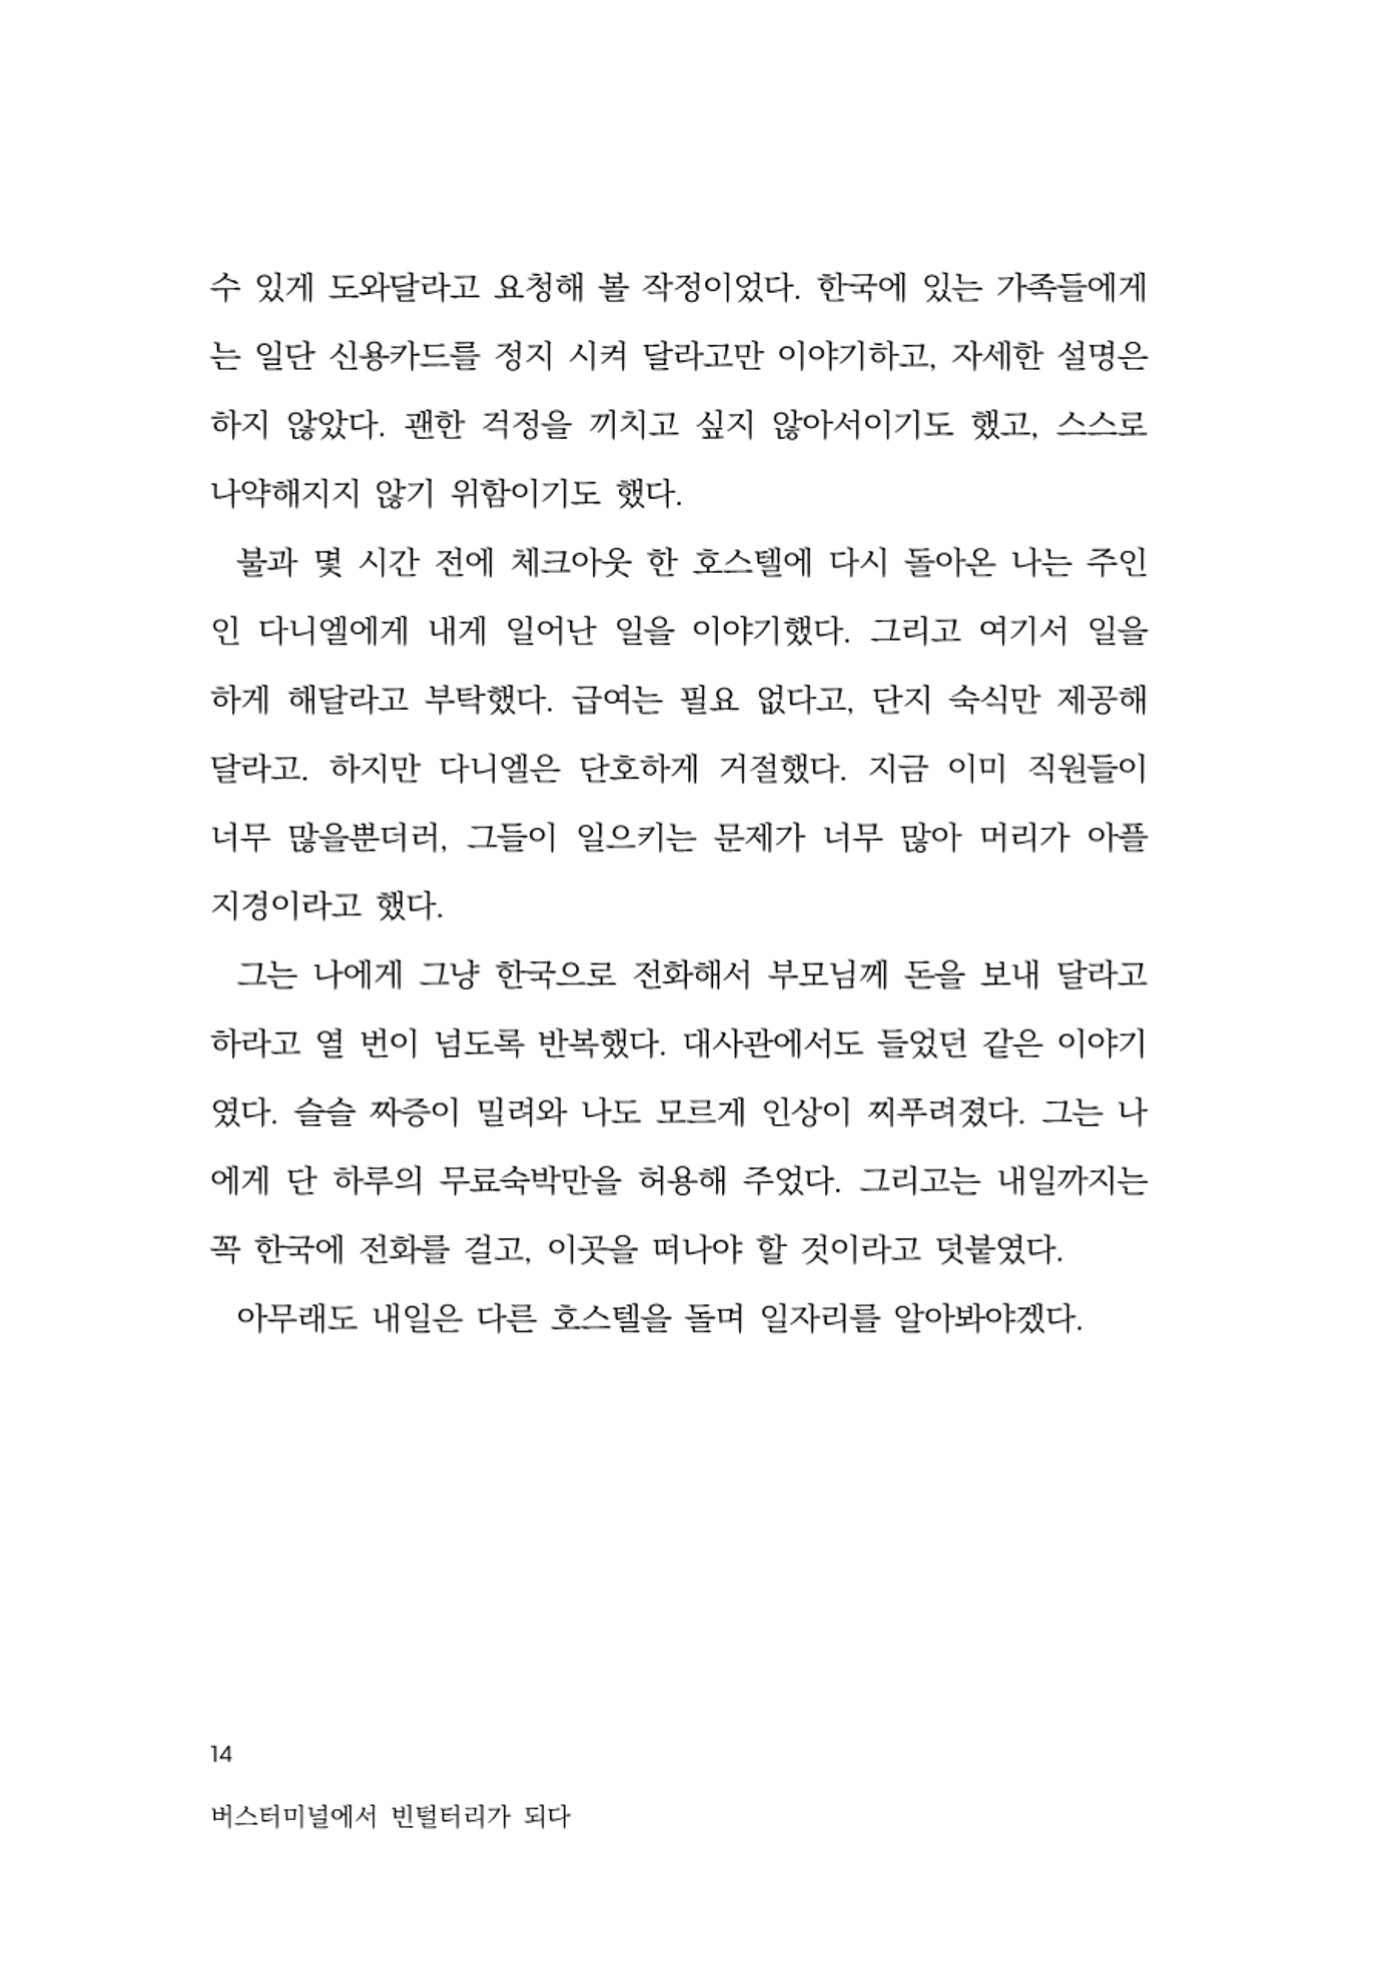 수 있게 도와달라고 요청해 볼 작정이었다. 한국에 있는 가족들에게
는 일단 신용카드를 정지 시켜 달라고만 이야기하고, 자세한 설명은
하지 않았다. 괜한 걱정을 끼치고 싶지 않아서이기도 했고, 스스로
나약해지지 않기 위함이기도 했다.
불과 몇 시간 전에 체크아웃 한 호스텔에 다시 돌아온 나는 주인
인 다니엘에게 내게 일어난 일을 이야기했다. 그리고 여기서 일을
하게 해달라고 부탁했다. 급여는 필요 없다고, 단지 숙식만 제공해
달라고. 하지만 다니엘은 단호하게 거절했다. 지금 이미 직원들이
너무 많을뿐더러, 그들이 일으키는 문제가 너무 많아 머리가 아플
지경이라고 했다.
그는 나에게 그냥 한국으로 전화해서 부모님께 돈을 보내 달라고
하라고 열 번이 넘도록 반복했다. 대사관에서도 들었던 같은 이야기
였다. 슬슬 짜증이 밀려와 나도 모르게 인상이 찌푸려졌다. 그는 나
에게 단 하루의 무료숙박만을 허용해 주었다. 그리고는 내일까지는
꼭 한국에 전화를 걸고, 이곳을 떠나야 할 것이라고 덧붙였다.
아무래도 내일은 다른 호스텔을 돌며 일자리를 알아봐야겠다.
14
버스터미널에서 빈털터리가 되다